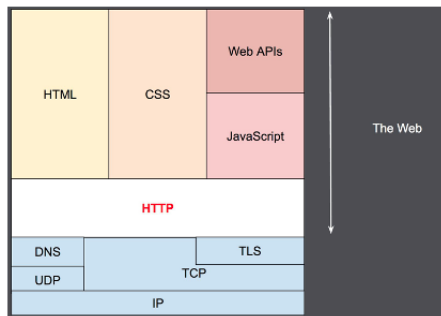 Web APIs
HTML
CSS
The Web
JavaScript
HTTP
DNS
TLS
TCP
UDP
IP